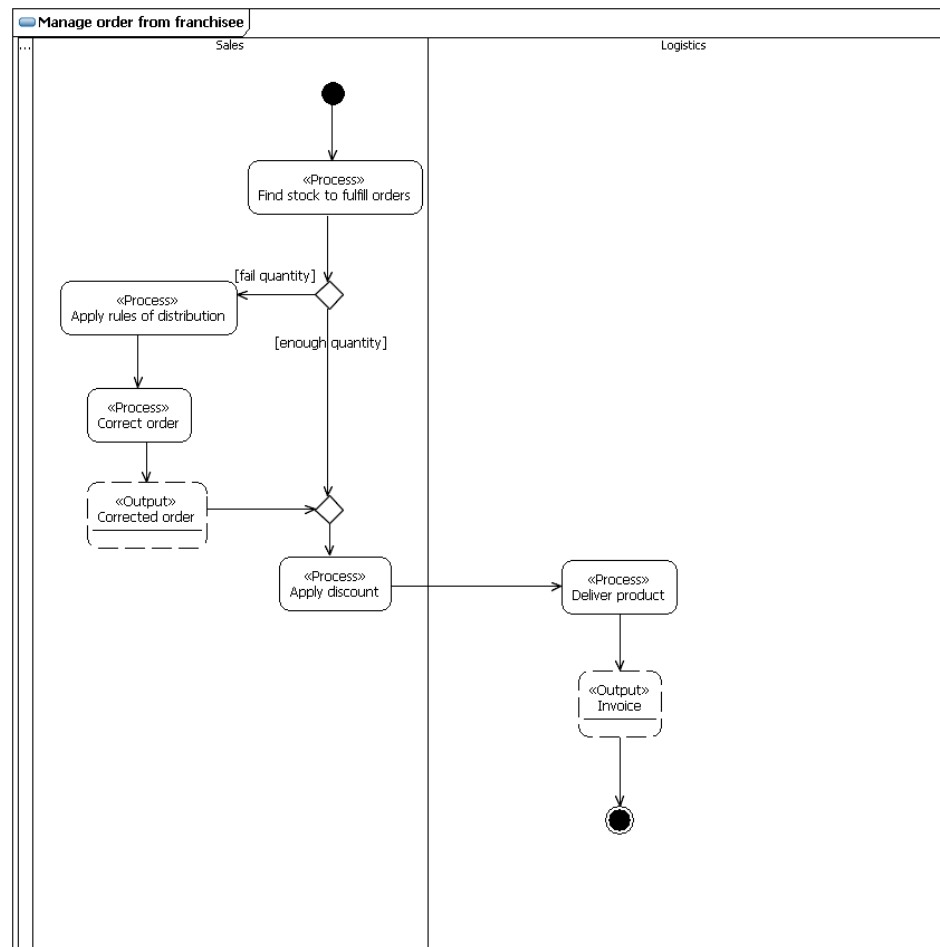 Manage order from franchisee
...
Sales
Logistics
«Process»
Find stock to fulfill orders
[fail quantity]
«Process»
Apply rules of distribution
[enough quantity]
«Process»
Correct order
«Output»
Corrected order
«Process»
Apply discount
«Process»
Deliver product
«Output»
Invoice